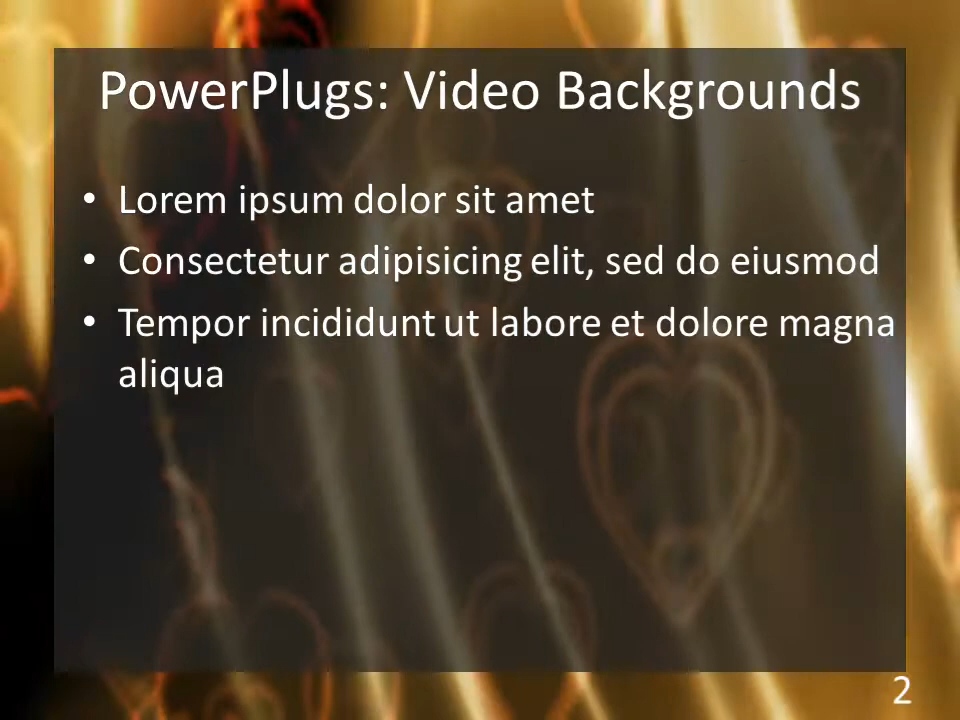 PowerPlugs: Video Backgrounds
• Lorem ipsum dolor sit amet
• Consectetur adipisicing elit, sed do eiusmod
• Tempor incididunt ut labore et dolore magna
aliqua
2